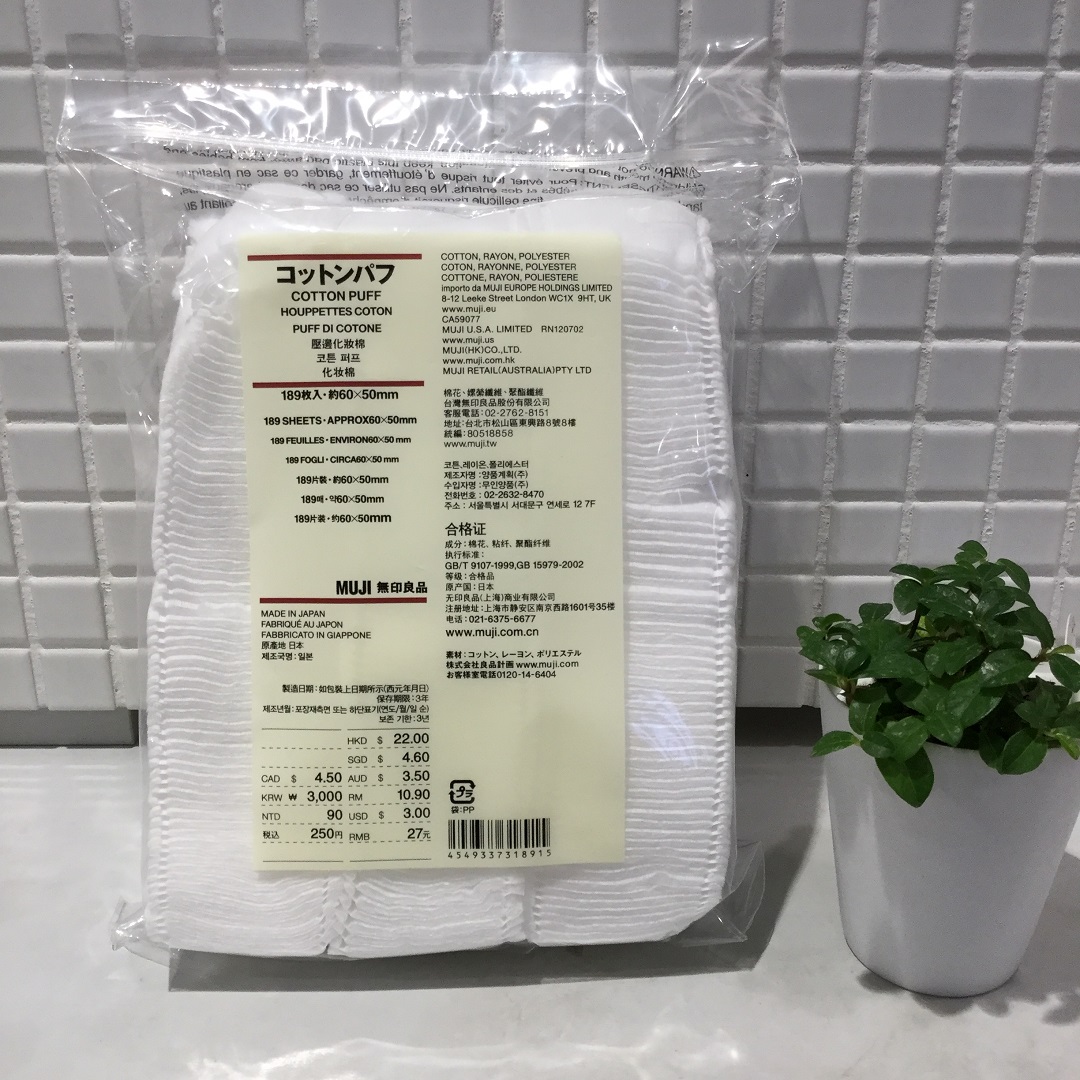 コットンパフ
COTTON PUFF
HOUPPETTES COTON
PUFF DI COTONE
壓邊化妝棉
코튼 퍼프
化妆棉
189枚入・約60×50mm
189 SHEETS・APPROX60×50mm
189 FEUILLES・ENVIRON60×50 mm
189 FOGLI・CIRCA60×50 mm
189片裝・約60×50mm
189매・약60×50mm
189片装・约60×50mm
MUJI 無印良品
MADE IN JAPAN
FABRIQUÉ AU JAPON
FABBRICATO IN GIAPPONE
原產地 日本
제조국명：일본
製造日期：如包裝上日期所示(西元年月日)
保存期限：3年
제조년월：포장재측면 또는 하단표기(연도/월/일 순)
보존 기한：3년
HKD $ 22.00
SGD $ 4.60
CAD $ 4.50 AUD $ 3.50
KRW ₩ 3,000 RM 10.90
NTD 90 USD $ 3.00
税込 250円 RMB 27元
COTTON, RAYON, POLYESTER
COTON, RAYONNE, POLYESTER
COTTONE, RAYON, POLIESTERE
importo da MUJI EUROPE HOLDINGS LIMITED
8-12 Leeke Street London WC1X 9HT, UK
www.muji.eu
CA59077
MUJI U.S.A. LIMITED RN120702
www.muji.us
MUJI(HK)CO.,LTD.
www.muji.com.hk
MUJI RETAIL(AUSTRALIA)PTY LTD
棉花、嫘縈纖維、聚酯纖維
台灣無印良品股份有限公司
客服電話：02-2762-8151
地址：台北市松山區東興路8號8樓
統編：80518858
www.muji.tw
코튼,레이온,폴리에스터
제조자명：양품계획(주)
수입자명：무인양품(주)
전화번호：02-2632-8470
주소：서울특별시 서대문구 연세로 12 7F
合格证
成分：棉花、粘纤、聚酯纤维
执行标准：
GB/T 9107-1999,GB 15979-2002
等级：合格品
原产国：日本
无印良品(上海)商业有限公司
注册地址：上海市静安区南京西路1601号35楼
电话：021-6375-6677
www.muji.com.cn
素材：コットン、レーヨン、ポリエステル
株式会社良品計画 www.muji.com
お客様室電話0120-14-6404
プラ
袋：PP
4549337318915